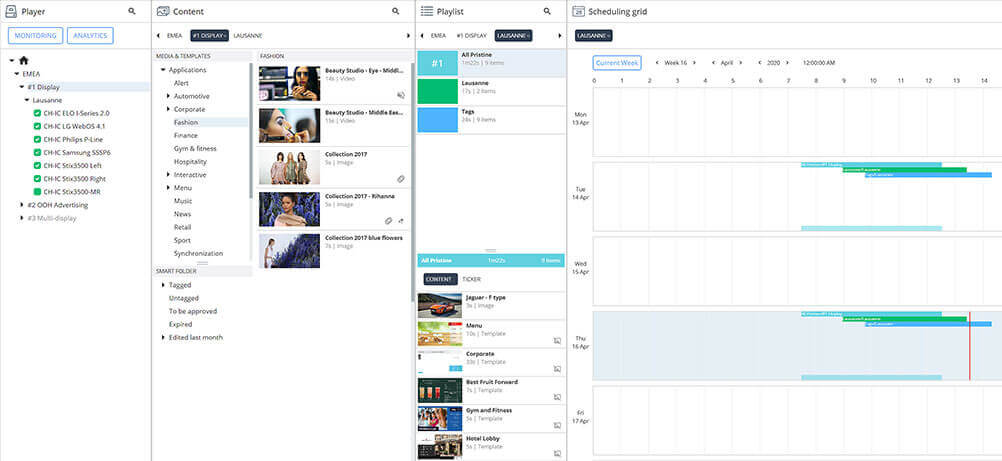 Player
MONITORING
ANALYTICS
EMEA
#1 Display
Lausanne
CH-IC ELO I-Series 2.0
CH-IC LG WebOS 4.1
CH-IC Philips P-Line
CH-IC Samsung SSSP6
CH-IC Stix3500 Left
CH-IC Stix3500 Right
CH-IC Stix3500-MR
#2 OOH Advertising
#3 Multi-display
Content
EMEA
#1 DISPLAY
LAUSANNE
MEDIA & TEMPLATES
Applications
Alert
Automotive
Corporate
Fashion
Finance
Gym & fitness
Hospitality
Interactive
Menu
Music
News
Retail
Sport
Synchronization
SMART FOLDER
Tagged
Untagged
To be approved
Expired
Edited last month
FASHION
Beauty Studio - Eye - Middle...
14s | Video
Beauty Studio - Middle Eas...
15s | Video
Collection 2017
5s | Image
Collection 2017 - Rihanne
5s | Image
Collection 2017 blue flowers
7s | Image
Playlist
EMEA
#1 DISPLAY
LAUSANNE
#1
All Pristine
1m22s | 9 items
Lausanne
17s | 2 items
Tags
24s | 9 items
All Pristine
1m22s
9 items
CONTENT
TICKER
Jaguar - F type
3s | Image
Menu
10s | Template
Corporate
33s | Template
Best Fruit Forward
7s | Template
Gym and Fitness
5s | Template
Hotel Lobby
5s | Template
Scheduling grid
LAUSANNE
Current Week
Week 16
April
2020
12:00:00 AM
0 1 2 3 4 5 6 7 8 9 10 11 12 13 14
Mon
13 Apr
Tue
14 Apr
Wed
15 Apr
Thu
16 Apr
Fri
17 Apr